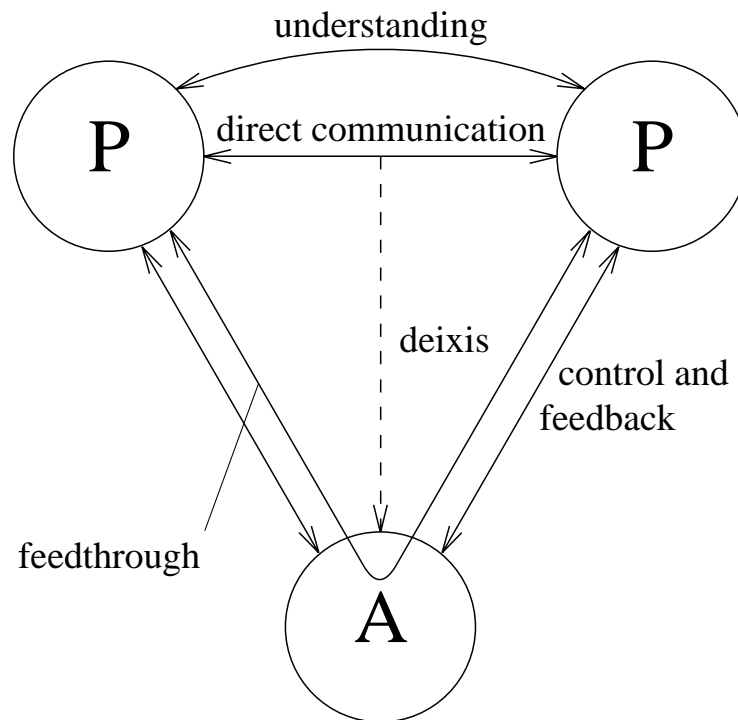 understanding
P
direct communication
P
deixis
control and
feedback
feedthrough
A